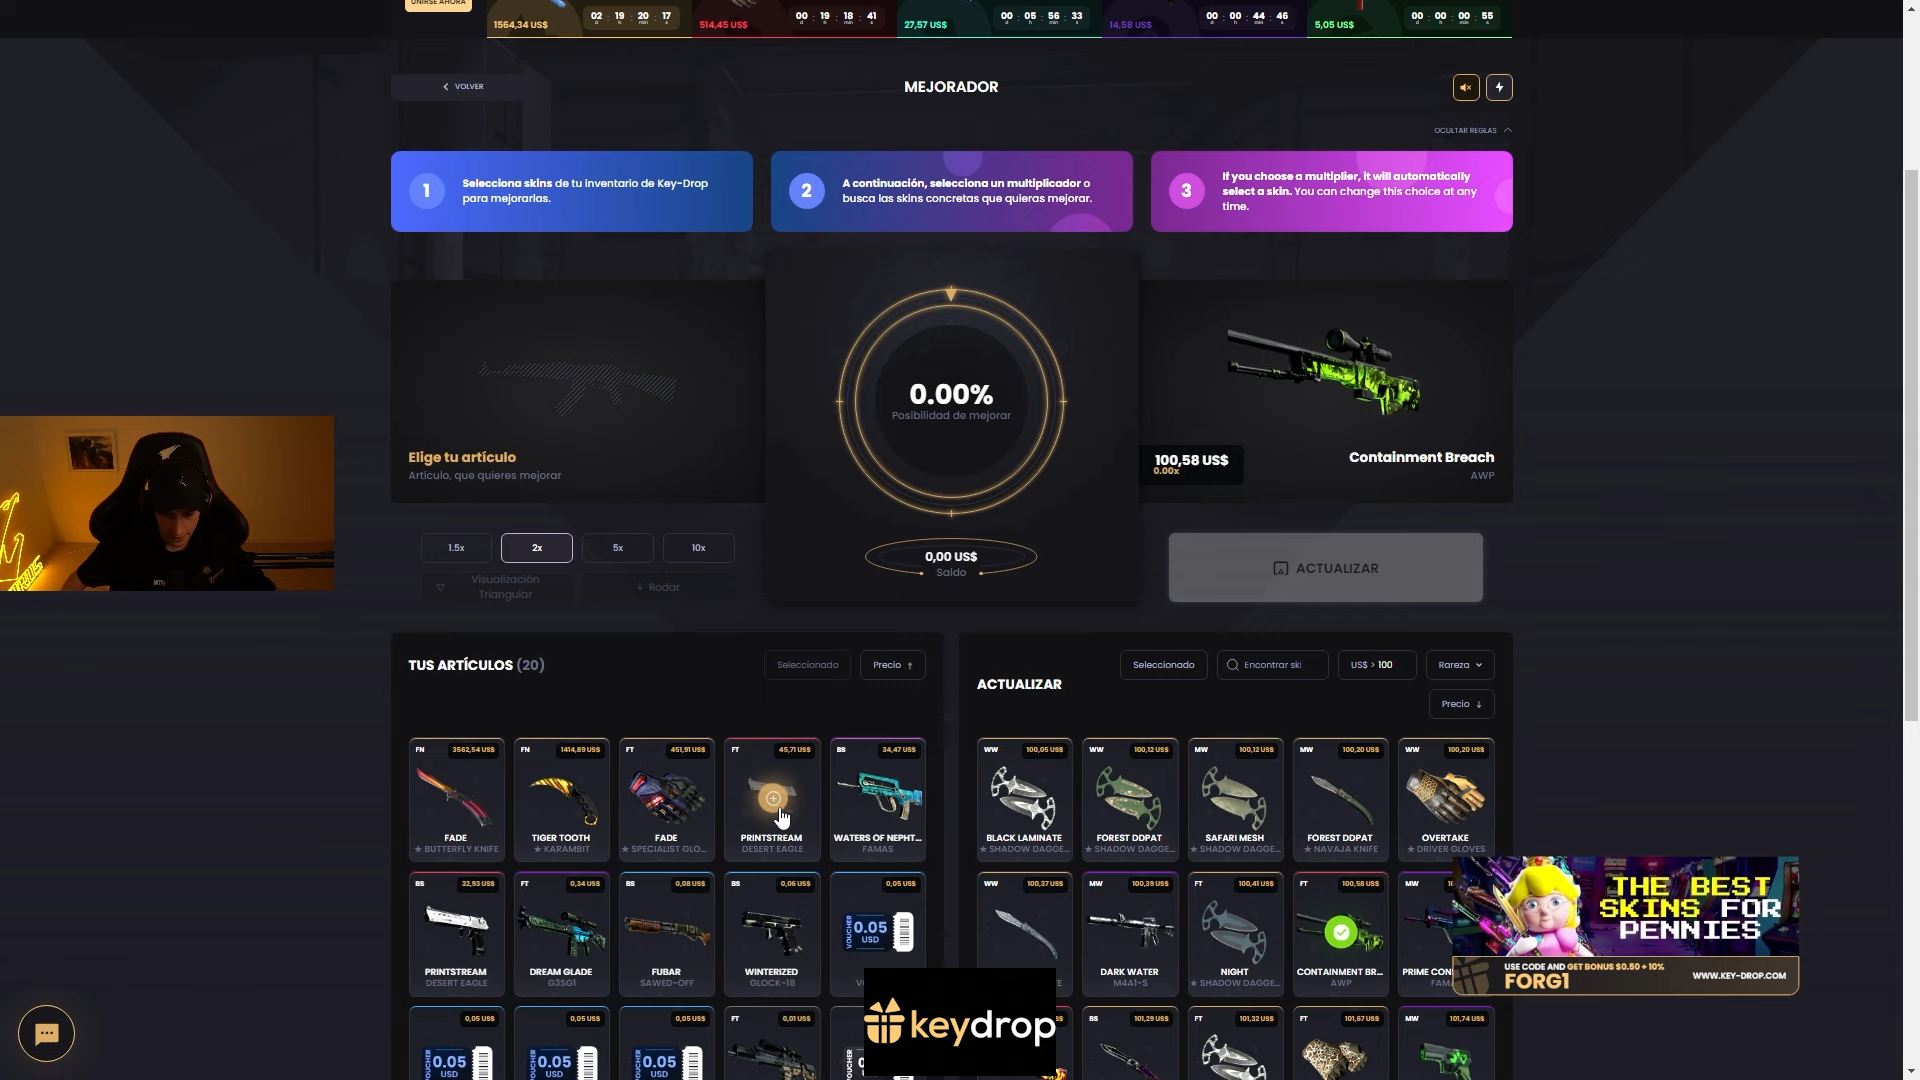 UNIRSE AHORA
1564,34 US$
02 : 19 : 20 : 17
d h min s
514,45 US$
00 : 19 : 18 : 41
d h min s
27,57 US$
00 : 05 : 56 : 33
d h min s
14,58 US$
00 : 00 : 44 : 46
d h min s
5,05 US$
00 : 00 : 00 : 55
d h min s
VOLVER
MEJORADOR
OCULTAR REGLAS
1
Selecciona skins de tu inventario de Key-Drop
para mejorarlas.
2
A continuación, selecciona un multiplicador o
busca las skins concretas que quieras mejorar.
3
If you choose a multiplier, it will automatically
select a skin. You can change this choice at any
time.
0.00%
Posibilidad de mejorar
Elige tu artículo
Artículo, que quieres mejorar
100,58 US$
0.00x
Containment Breach
AWP
1.5x
2x
5x
10x
Visualización
Triangular
Rodar
0,00 US$
Saldo
ACTUALIZAR
TUS ARTÍCULOS (20)
Seleccionado
Precio
ACTUALIZAR
Seleccionado
Encontrar ski
US$ > 100
Rareza
Precio
FN 3562,54 US$
FADE
★ BUTTERFLY KNIFE
FN 1414,89 US$
TIGER TOOTH
★ KARAMBIT
FT 451,91 US$
FADE
★ SPECIALIST GLO...
FT 45,71 US$
PRINTSTREAM
DESERT EAGLE
BS 34,47 US$
WATERS OF NEPHT...
FAMAS
WW 100,05 US$
BLACK LAMINATE
★ SHADOW DAGGE...
WW 100,12 US$
FOREST DDPAT
★ SHADOW DAGGE...
MW 100,12 US$
SAFARI MESH
★ SHADOW DAGGE...
MW 100,20 US$
FOREST DDPAT
★ NAVAJA KNIFE
WW 100,20 US$
OVERTAKE
★ DRIVER GLOVES
BS 32,93 US$
PRINTSTREAM
DESERT EAGLE
FT 0,34 US$
DREAM GLADE
G3SG1
BS 0,08 US$
FUBAR
SAWED-OFF
BS 0,06 US$
WINTERIZED
GLOCK-18
0,05 US$
VOUCHER
0.05
USD
WW 100,37 US$
MW 100,39 US$
DARK WATER
M4A1-S
FT 100,41 US$
NIGHT
★ SHADOW DAGGE...
FT 100,58 US$
CONTAINMENT BR...
AWP
MW
PRIME CON
FAM
THE BEST
SKINS FOR
PENNIES
USE CODE AND GET BONUS $0.50 + 10%
FORG1
WWW.KEY-DROP.COM
0,05 US$
VOUCHER
0.05
USD
0,05 US$
VOUCHER
0.05
USD
0,05 US$
VOUCHER
0.05
USD
FT 0,01 US$
keydrop
BS 101,29 US$
FT 101,32 US$
FT 101,67 US$
MW 101,74 US$